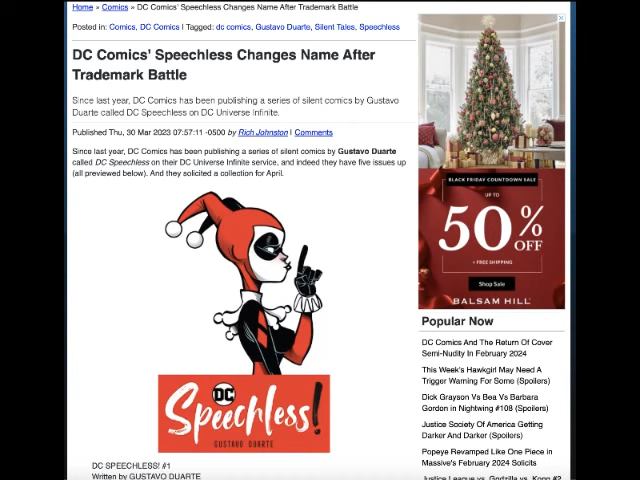 Home » Comics » DC Comics' Speechless Changes Name After Trademark Battle
Posted in: Comics, DC Comics | Tagged: dc comics, Gustavo Duarte, Silent Tales, Speechless
DC Comics' Speechless Changes Name After
Trademark Battle
Since last year, DC Comics has been publishing a series of silent comics by Gustavo
Duarte called DC Speechless on DC Universe Infinite.
Published Thu, 30 Mar 2023 07:57:11 -0500 by Rich Johnston | Comments
Since last year, DC Comics has been publishing a series of silent comics by Gustavo Duarte
called DC Speechless on their DC Universe Infinite service, and indeed they have five issues up
(all previewed below). And they solicited a collection for April.
DC
Speechless!
GUSTAVO DUARTE
DC SPEECHLESS! #1
Written by GUSTAVO DUARTE
BLACK FRIDAY COUNTDOWN SALE
UP TO
50% OFF
+ FREE SHIPPING
Shop Sale
BALSAM HILL
Popular Now
DC Comics And The Return Of Cover
Semi-Nudity In February 2024
This Week's Hawkgirl May Need A
Trigger Warning For Some (Spoilers)
Dick Grayson Vs Bea Vs Barbara
Gordon in Nightwing #108 (Spoilers)
Justice Society Of America Getting
Darker And Darker (Spoilers)
Popeye Revamped Like One Piece in
Massive's February 2024 Solicits
Justice League vs. Godzilla vs. Kong #2